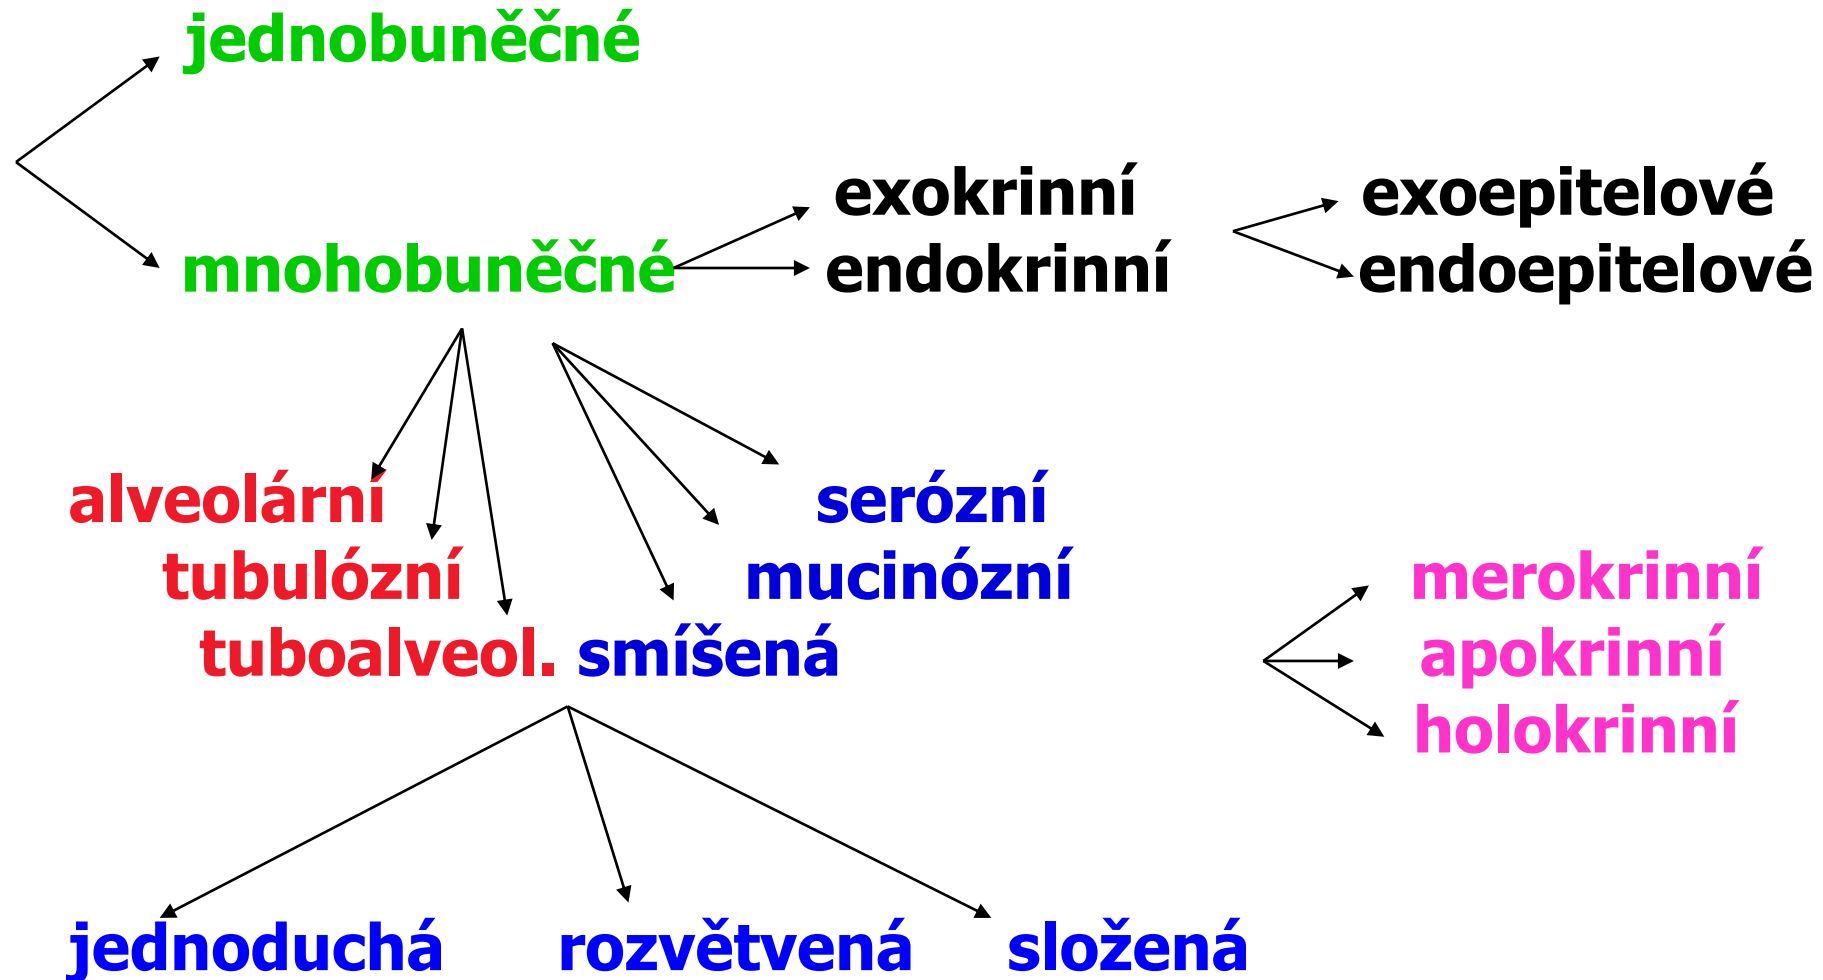 jednobuněčné
exokrinní exoepitelové
mnohobuněčné endokrinní endoepitelové
alveolární serózní
tubulózní mucinózní merokrinní
tuboalveol. smíšená apokrinní
holokrinní
jednoduchá rozvětvená složená